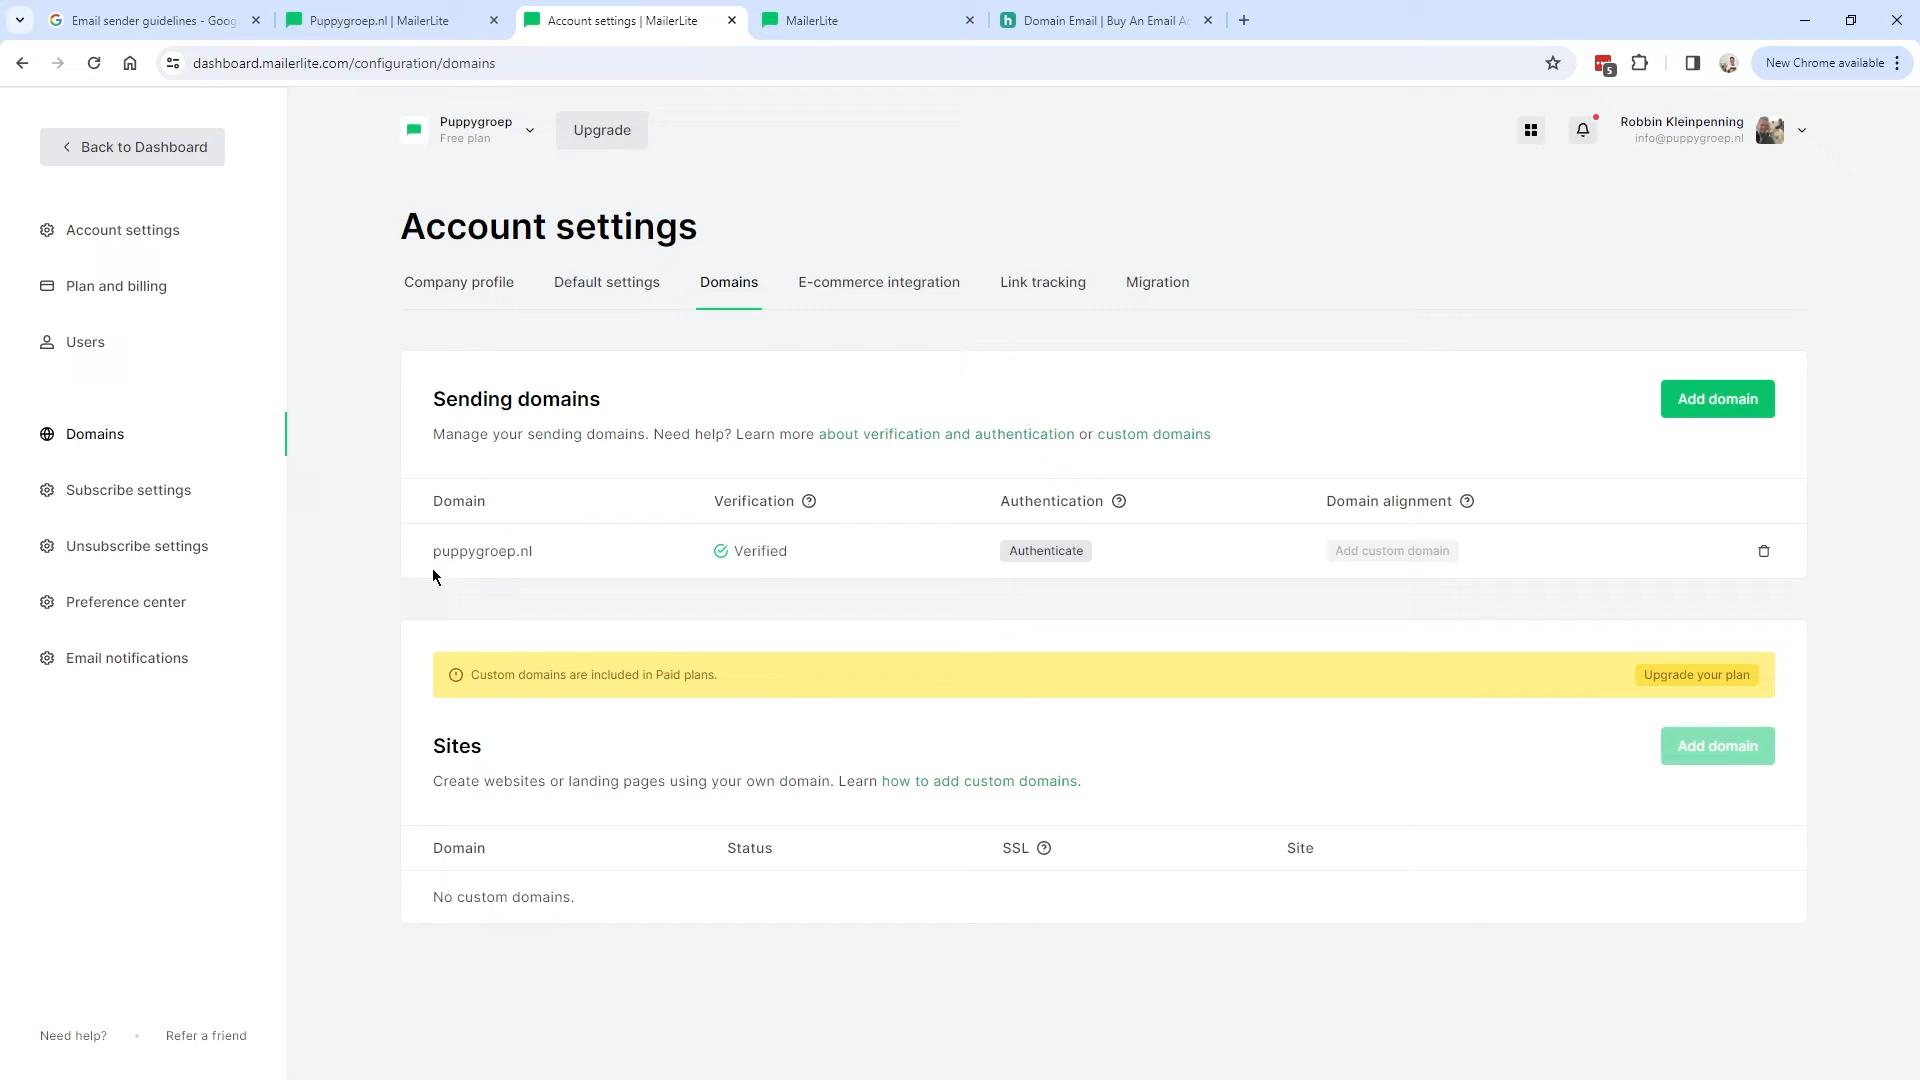 Email sender guidelines - Goog
Puppygroep.nl | MailerLite
Account settings | MailerLite
MailerLite
Domain Email | Buy An Email Ac
dashboard.mailerlite.com/configuration/domains
5
New Chrome available
Back to Dashboard
Puppygroep
Free plan
Upgrade
Robbin Kleinpenning
info@puppygroep.nl
Account settings
Plan and billing
Users
Domains
Subscribe settings
Unsubscribe settings
Preference center
Email notifications
Need help?
Refer a friend
Account settings
Company profile
Default settings
Domains
E-commerce integration
Link tracking
Migration
Sending domains
Add domain
Manage your sending domains. Need help? Learn more about verification and authentication or custom domains
Domain
Verification
Authentication
Domain alignment
puppygroep.nl
Verified
Authenticate
Add custom domain
Custom domains are included in Paid plans.
Upgrade your plan
Sites
Add domain
Create websites or landing pages using your own domain. Learn how to add custom domains.
Domain
Status
SSL
Site
No custom domains.